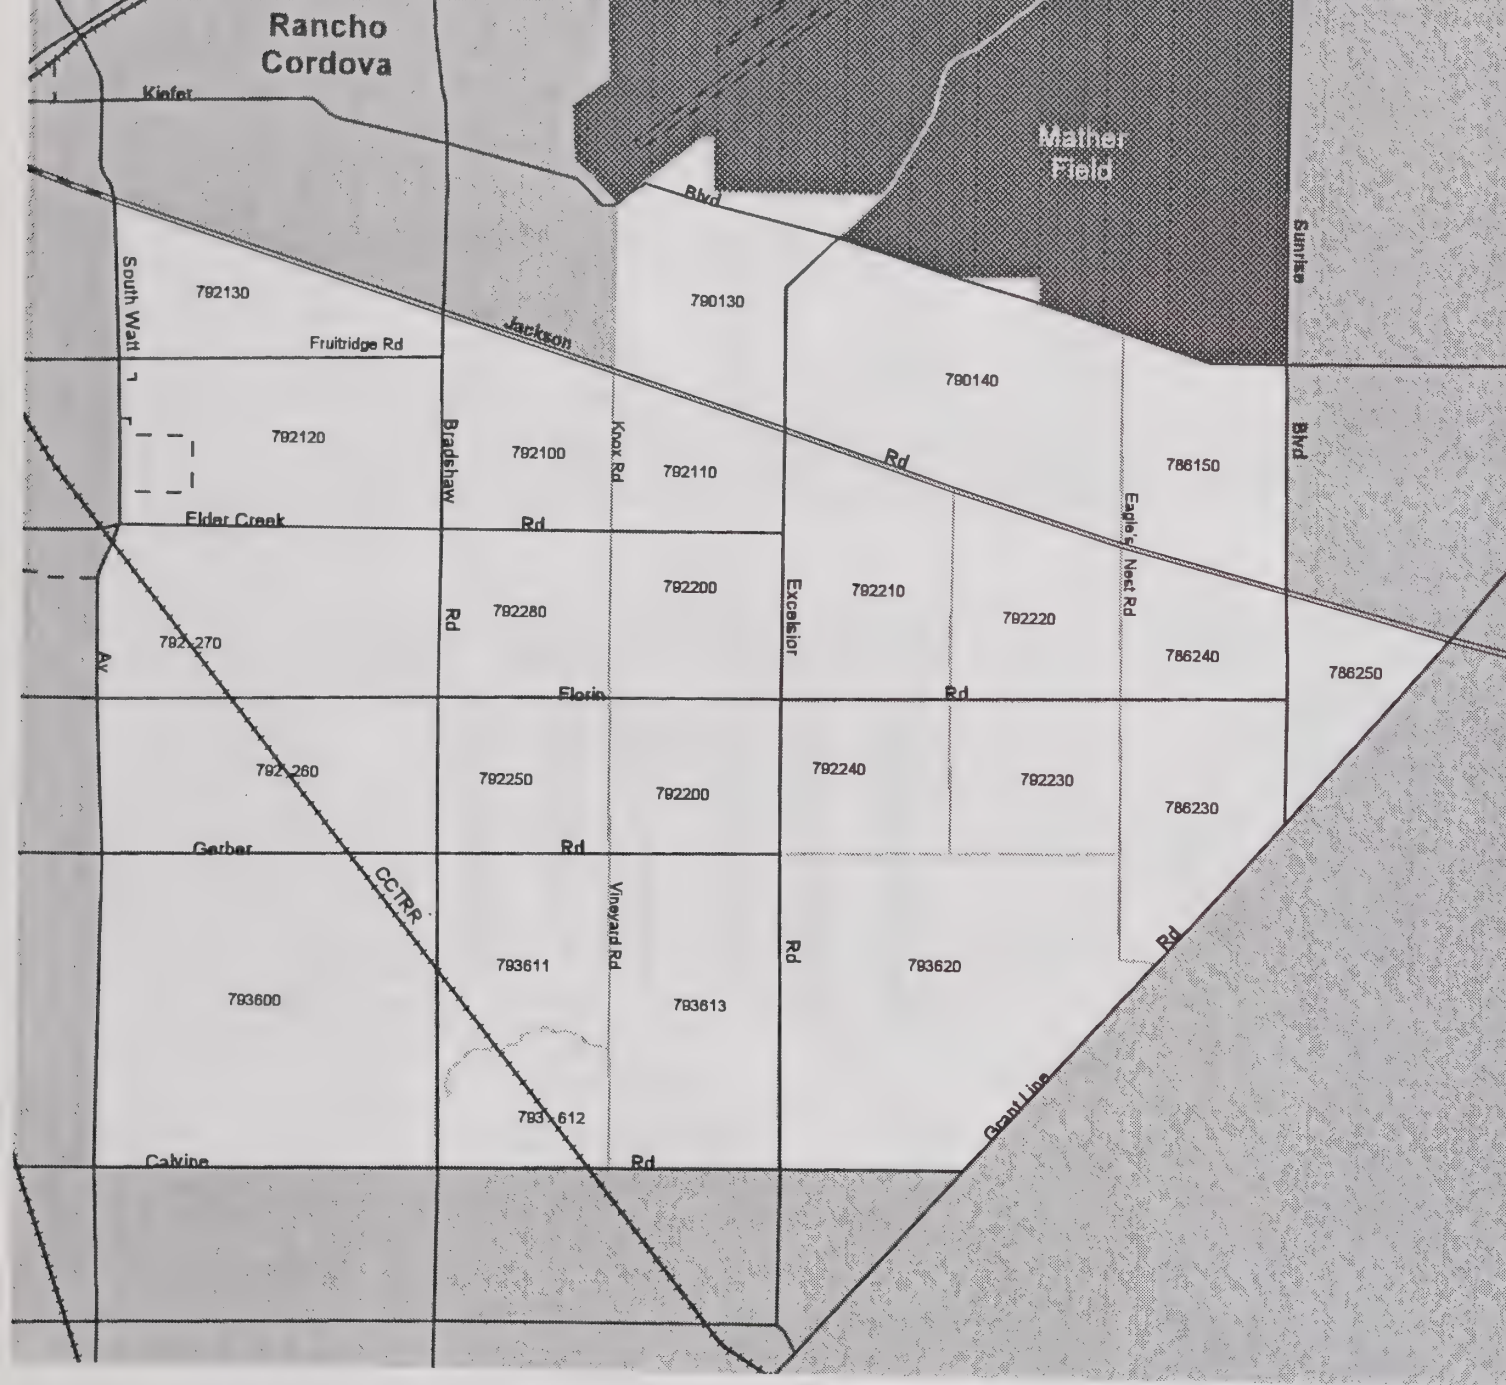 Rancho
Cordova
Kiefer
Mather
Field
Blvd
Sunrise
South Watt
792130
790130
Jackson
Fruitridge Rd
790140
792120
Bradshaw
792100
Knox Rd
792110
Rd
786150
Blvd
Elder Creek
Rd
Eagle's Nest Rd
792270
Av
Rd
792280
792200
Excelsior
792210
792220
786240
786250
Florin
Rd
792260
792250
792200
792240
792230
786230
Gerber
Rd
CCTRR
Vineyard Rd
Rd
Rd
793600
793611
793613
793620
793612
Grant Line
Calvine
Rd